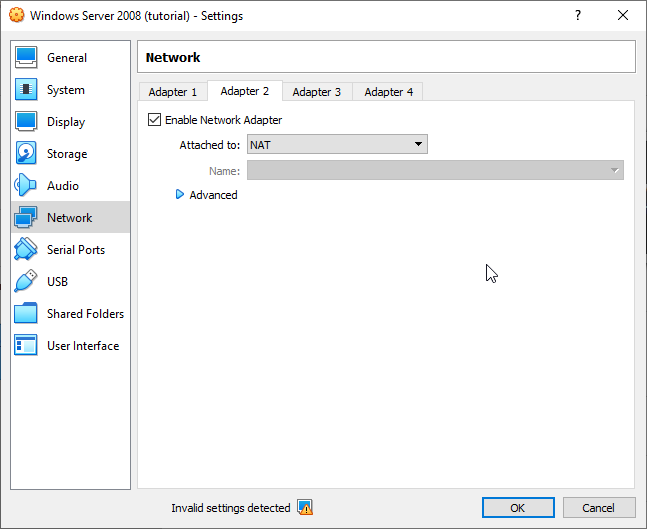 Windows Server 2008 (tutorial) - Settings
?
General
System
Display
Storage
Audio
Network
Serial Ports
USB
Shared Folders
User Interface
Network
Adapter 1 Adapter 2 Adapter 3 Adapter 4
Enable Network Adapter
Attached to: NAT
Name:
Advanced
Invalid settings detected
OK Cancel